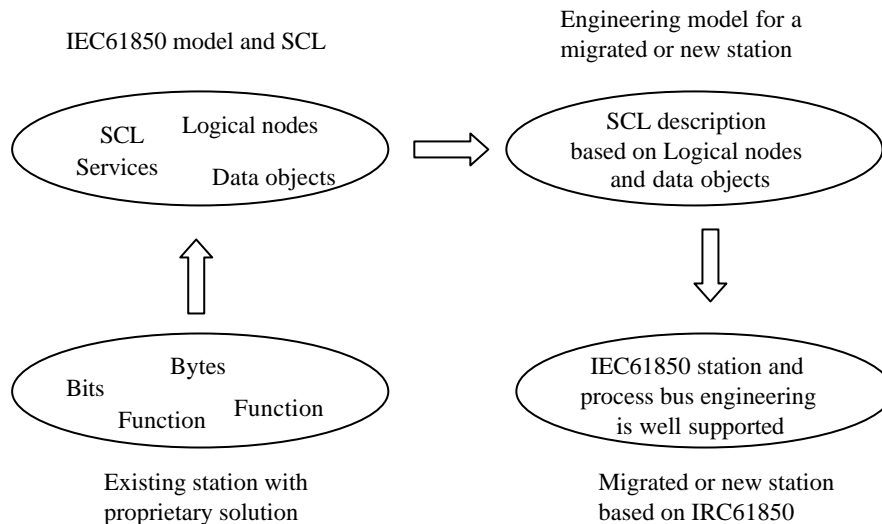 IEC61850 model and SCL
Engineering model for a
migrated or new station
SCL
Services
Logical nodes
Data objects
SCL description
based on Logical nodes
and data objects
Bits
Bytes
Function
Function
IEC61850 station and
process bus engineering
is well supported
Existing station with
proprietary solution
Migrated or new station
based on IRC61850